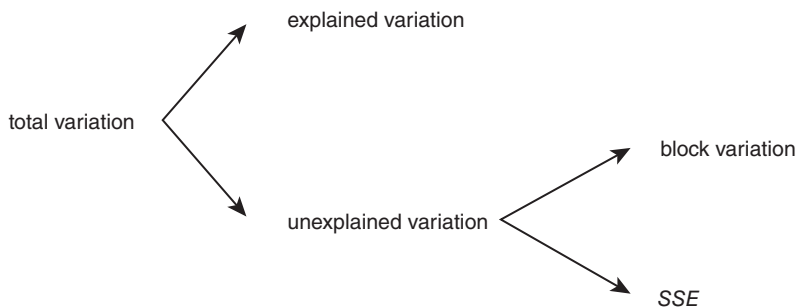 explained variation
total variation
block variation
unexplained variation
SSE